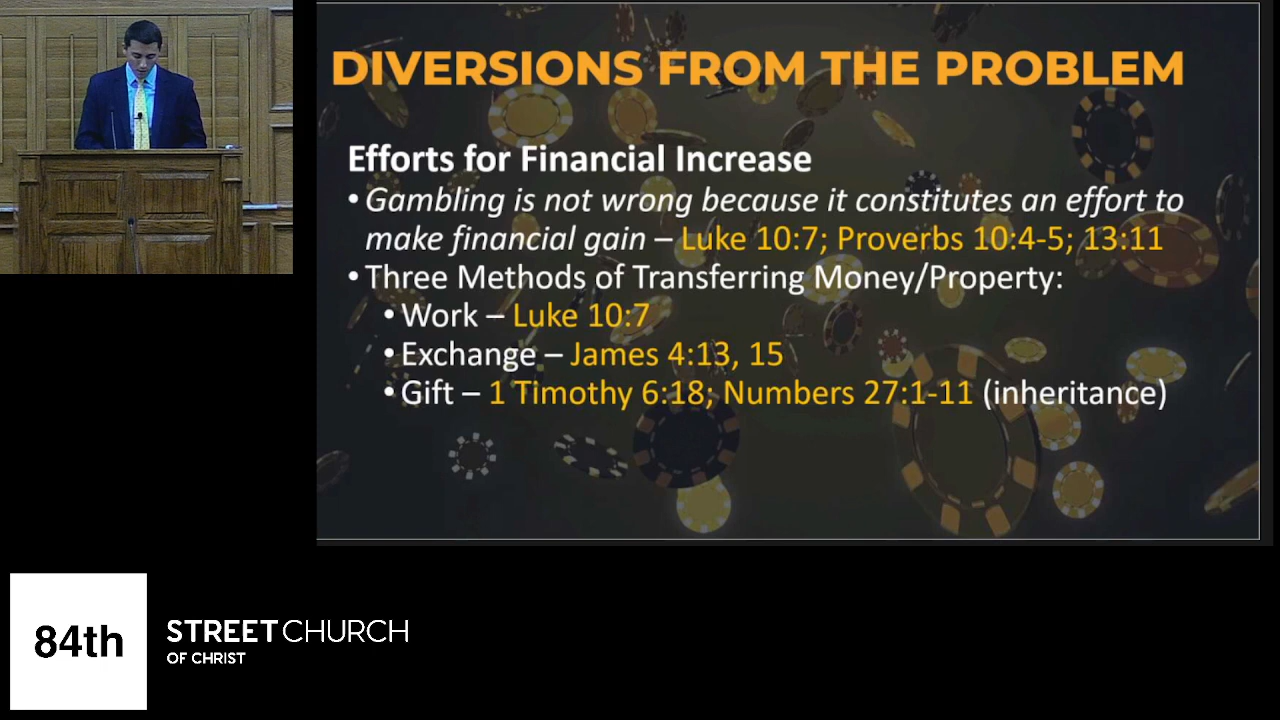 DIVERSIONS FROM THE PROBLEM
Efforts for Financial Increase
•Gambling is not wrong because it constitutes an effort to
make financial gain – Luke 10:7; Proverbs 10:4-5; 13:11
•Three Methods of Transferring Money/Property:
•Work – Luke 10:7
•Exchange – James 4:13, 15
•Gift – 1 Timothy 6:18; Numbers 27:1-11 (inheritance)
84th
STREET CHURCH
OF CHRIST